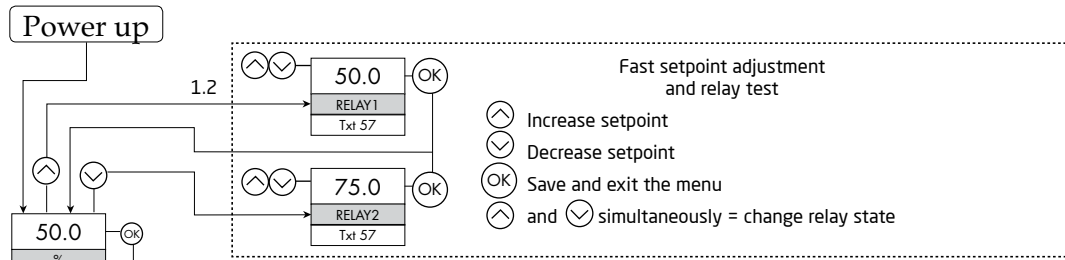 Power up
1.2
50.0
OK
RELAY1
Txt 57
75.0
OK
RELAY2
Txt 57
50.0
OK
%
Fast setpoint adjustment
and relay test
Increase setpoint
Decrease setpoint
OK Save and exit the menu
and simultaneously = change relay state